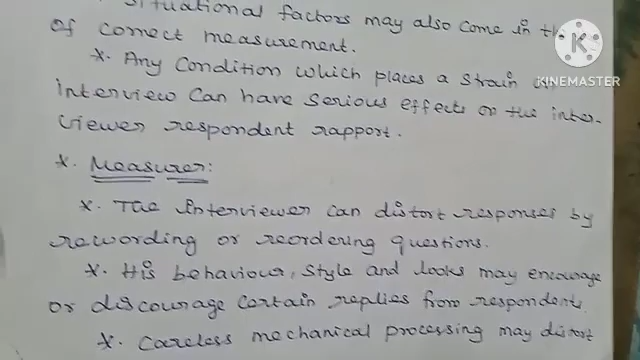 Situational factors may also come in the
of correct measurement.
*. Any Condition which places a strain on
interview can have serious effects on the inter-
viewer respondent rapport.
*. Measurer:
*. The Interviewer can distort responses by
rewording or reordering questions.
*. His behaviour, style and looks may encourage
or discourage certain replies from respondents.
*. Careless mechanical processing may distort
K
KINEMASTER